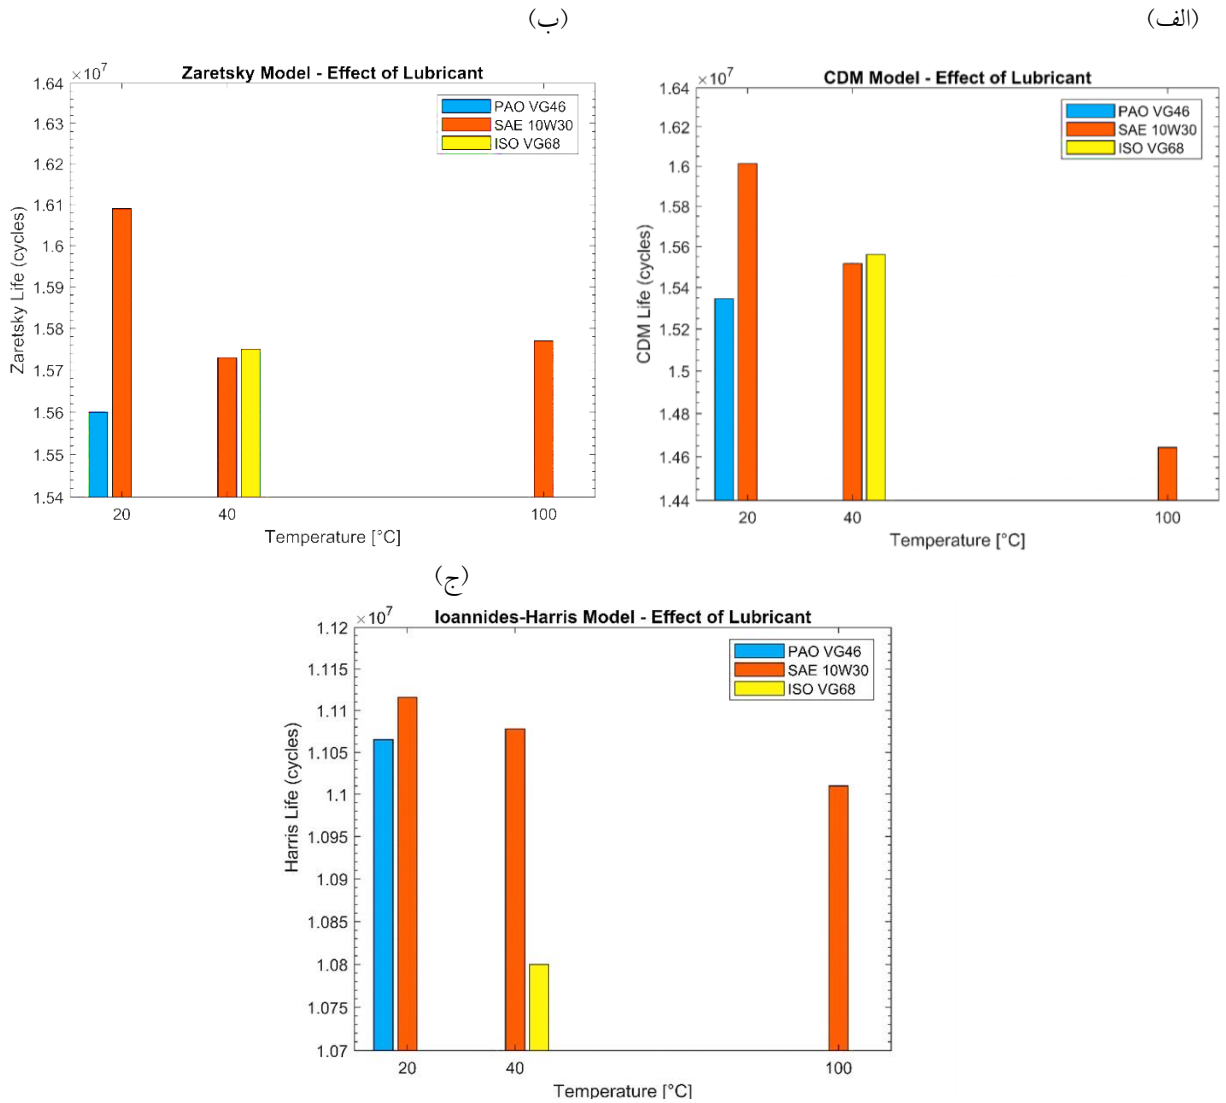 (ب)
(الف)
×10^7
Zaretsky Model - Effect of Lubricant
PAO VG46
SAE 10W30
ISO VG68
1.64
1.63
1.62
1.61
1.6
1.59
1.58
1.57
1.56
1.55
1.54
Zaretsky Life (cycles)
20 40 100
Temperature [°C]
×10^7
CDM Model - Effect of Lubricant
PAO VG46
SAE 10W30
ISO VG68
1.64
1.62
1.6
1.58
1.56
1.54
1.52
1.5
1.48
1.46
1.44
CDM Life (cycles)
20 40 100
Temperature [°C]
(ج)
×10^7
Ioannides-Harris Model - Effect of Lubricant
PAO VG46
SAE 10W30
ISO VG68
1.12
1.115
1.11
1.105
1.1
1.095
1.09
1.085
1.08
1.075
1.07
Harris Life (cycles)
20 40 100
Temperature [°C]